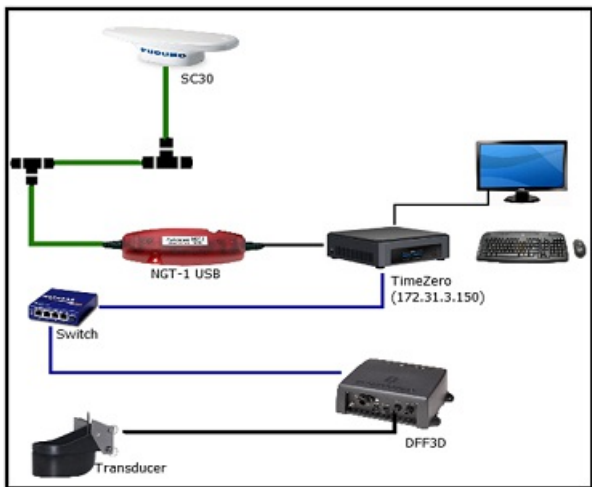 FURUNO
SC30
NGT-1 USB
TimeZero
(172.31.3.150)
Switch
DFF3D
Transducer